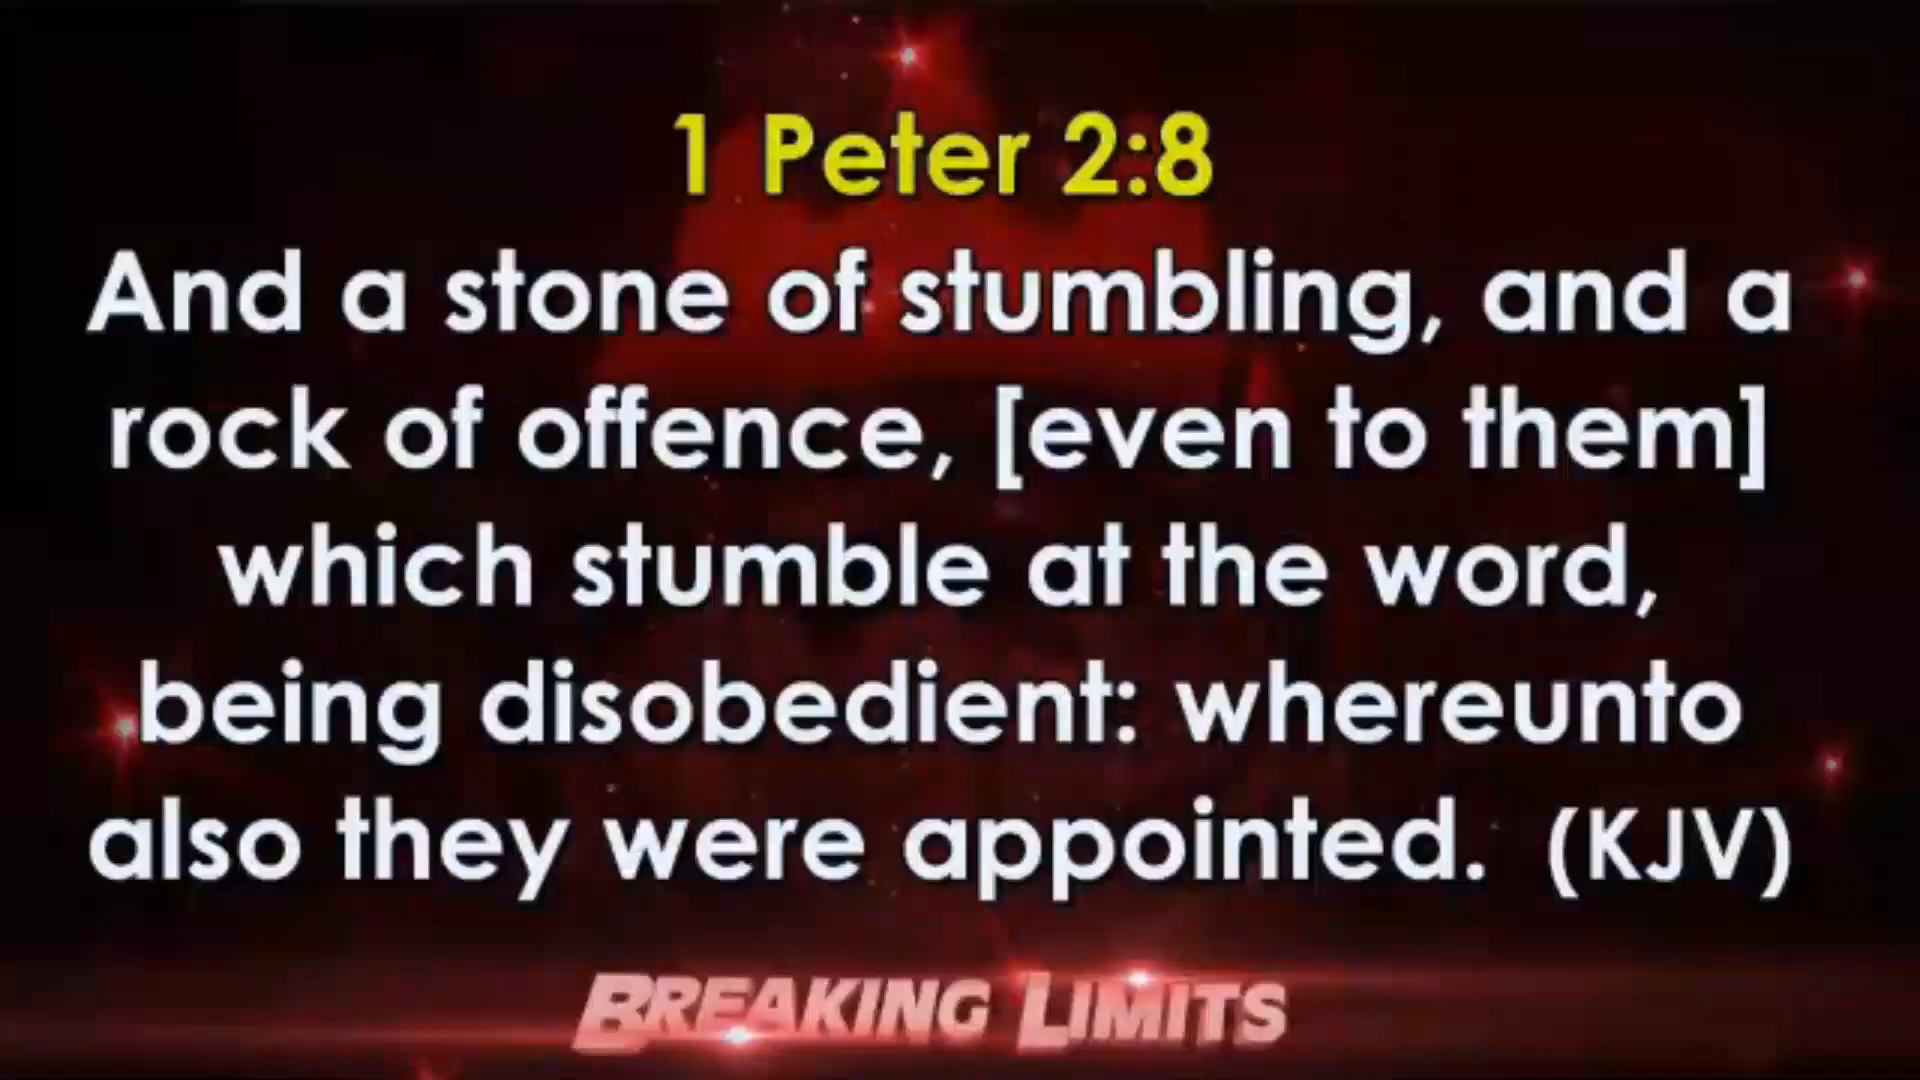 1 Peter 2:8
And a stone of stumbling, and a
rock of offence, [even to them]
which stumble at the word,
being disobedient: whereunto
also they were appointed. (KJV)
BREAKING LIMITS